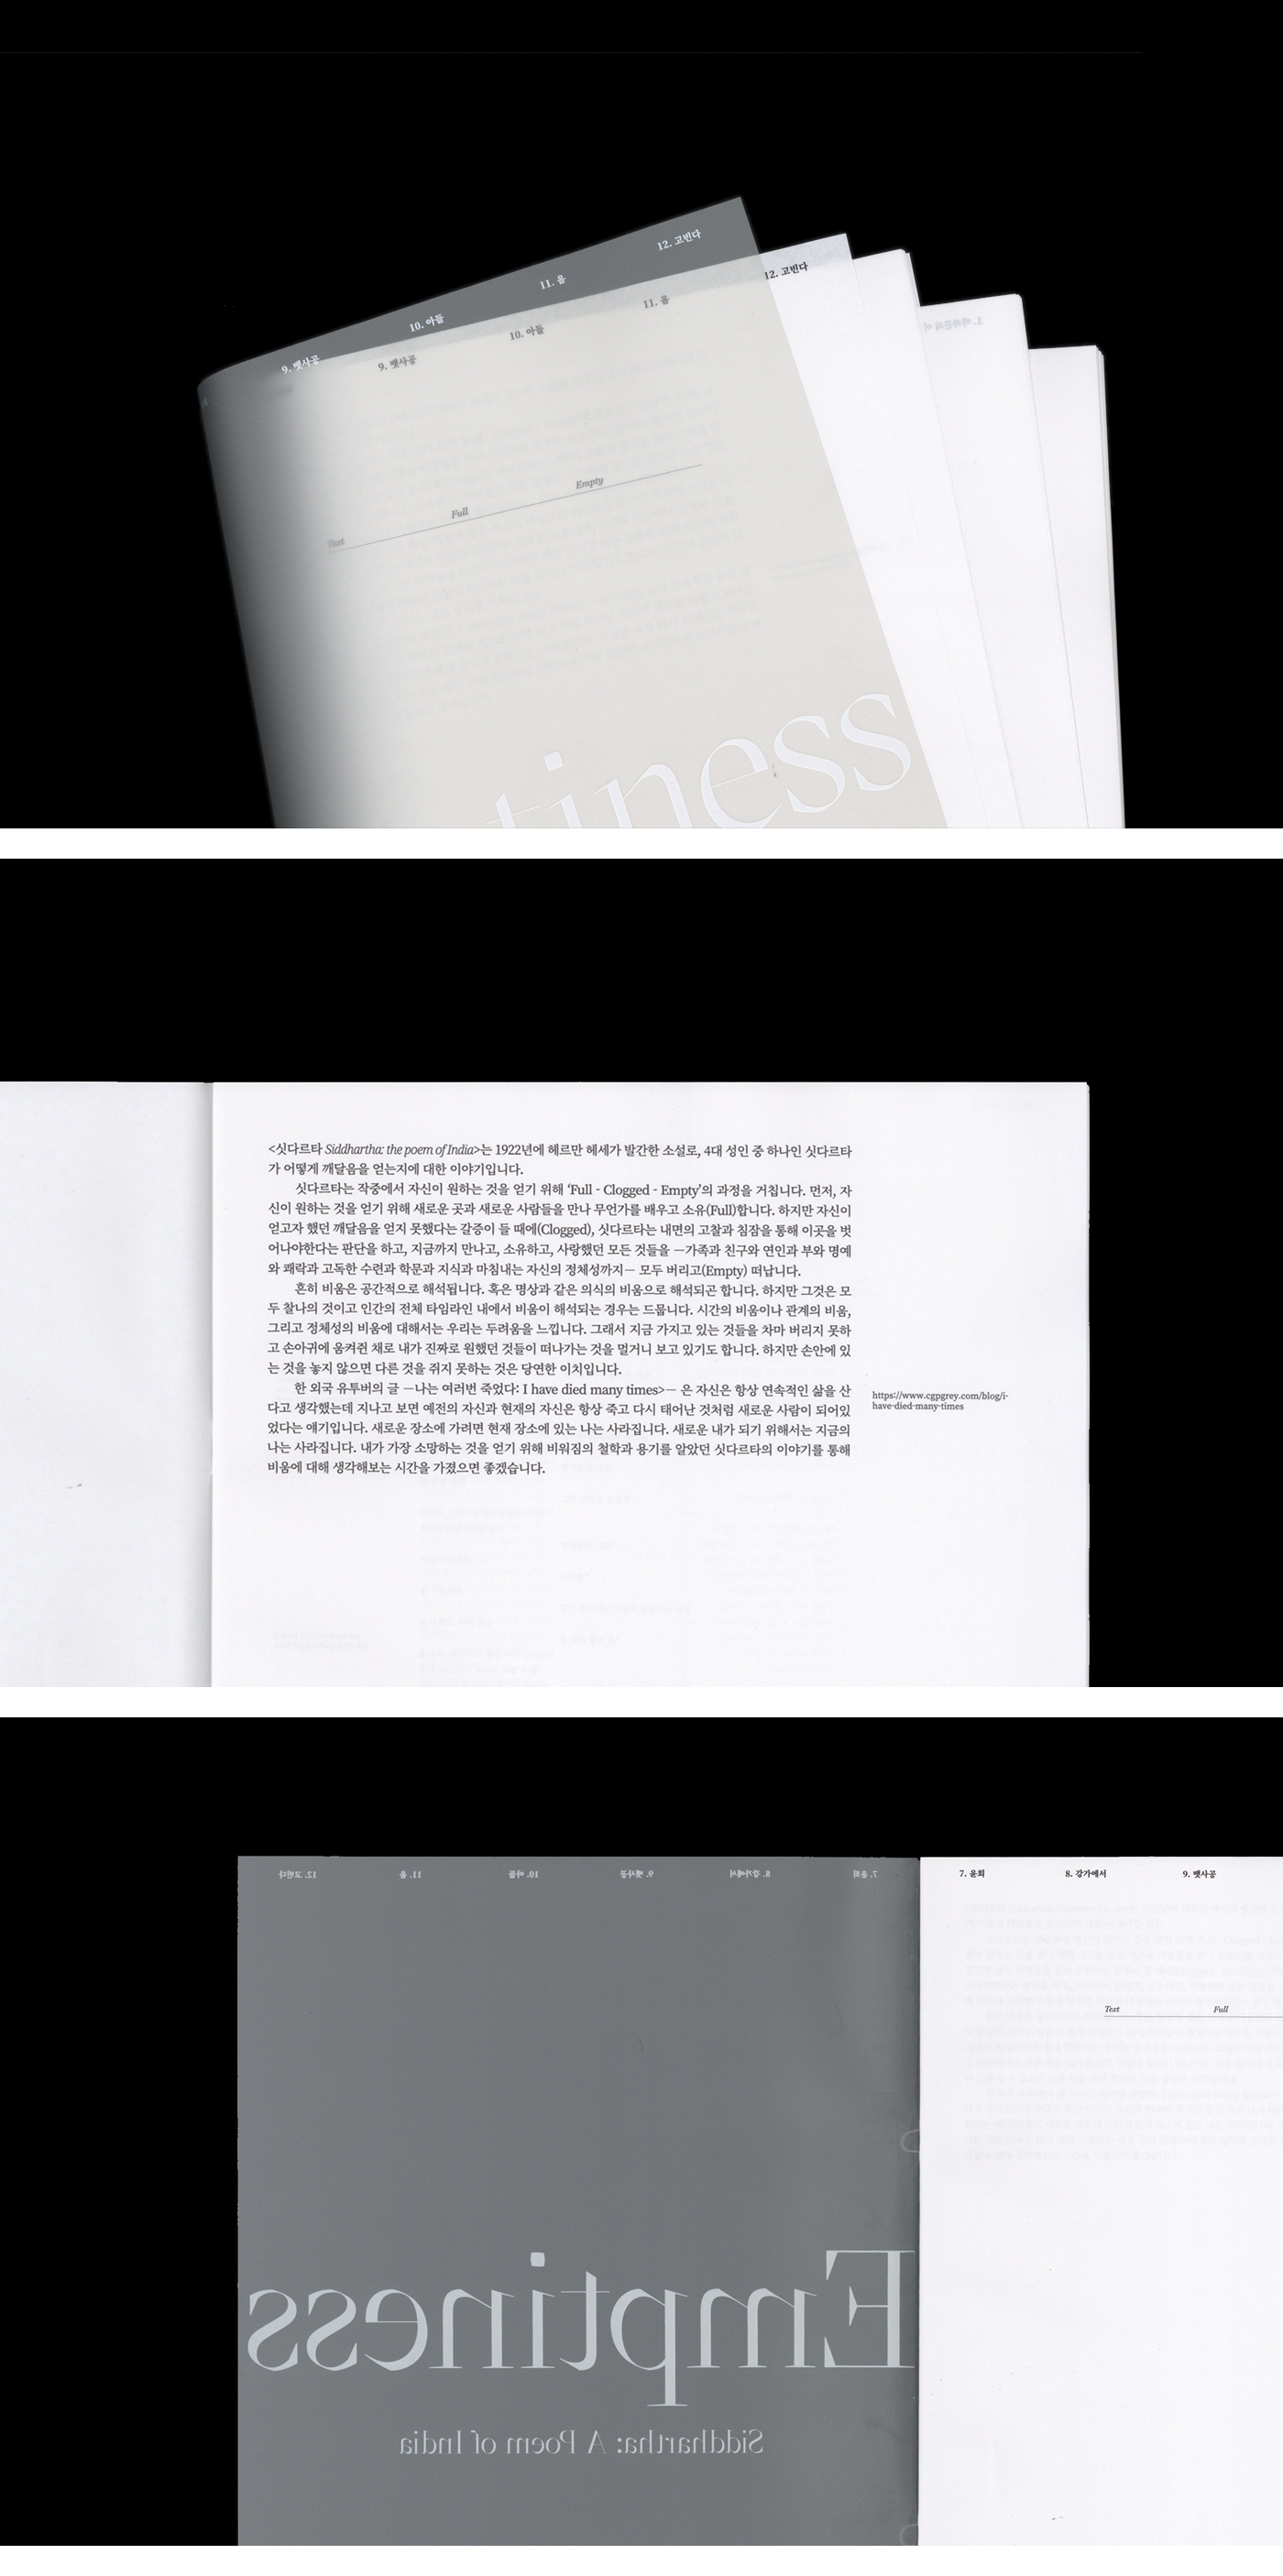 12. 고빈다
11. 옴
10. 아들
9. 뱃사공
12. 고빈다
11. 옴
10. 아들
9. 뱃사공
Empty
Full
Text
tiness
<싯다르타 Siddhartha: the poem of India>는 1922년에 헤르만 헤세가 발간한 소설로, 4대 성인 중 하나인 싯다르타
가 어떻게 깨달음을 얻는지에 대한 이야기입니다.
싯다르타는 작중에서 자신이 원하는 것을 얻기 위해 ‘Full - Clogged - Empty’의 과정을 거칩니다. 먼저, 자
신이 원하는 것을 얻기 위해 새로운 곳과 새로운 사람들을 만나 무언가를 배우고 소유(Full)합니다. 하지만 자신이
얻고자 했던 깨달음을 얻지 못했다는 갈증이 들 때에(Clogged), 싯다르타는 내면의 고찰과 침잠을 통해 이곳을 벗
어나야한다는 판단을 하고, 지금까지 만나고, 소유하고, 사랑했던 모든 것들을 —가족과 친구와 연인과 부와 명예
와 쾌락과 고독한 수련과 학문과 지식과 마침내는 자신의 정체성까지— 모두 버리고(Empty) 떠납니다.
흔히 비움은 공간적으로 해석됩니다. 혹은 명상과 같은 의식의 비움으로 해석되곤 합니다. 하지만 그것은 모
두 찰나의 것이고 인간의 전체 타임라인 내에서 비움이 해석되는 경우는 드뭅니다. 시간의 비움이나 관계의 비움,
그리고 정체성의 비움에 대해서는 우리는 두려움을 느낍니다. 그래서 지금 가지고 있는 것들을 차마 버리지 못하
고 손아귀에 움켜쥔 채로 내가 진짜로 원했던 것들이 떠나가는 것을 멀거니 보고 있기도 합니다. 하지만 손안에 있
는 것을 놓지 않으면 다른 것을 쥐지 못하는 것은 당연한 이치입니다.
한 외국 유투버의 글 —나는 여러번 죽었다: I have died many times>— 은 자신은 항상 연속적인 삶을 산
다고 생각했는데 지나고 보면 예전의 자신과 현재의 자신은 항상 죽고 다시 태어난 것처럼 새로운 사람이 되어있
었다는 얘기입니다. 새로운 장소에 가려면 현재 장소에 있는 나는 사라집니다. 새로운 내가 되기 위해서는 지금의
나는 사라집니다. 내가 가장 소망하는 것을 얻기 위해 비워짐의 철학과 용기를 알았던 싯다르타의 이야기를 통해
비움에 대해 생각해보는 시간을 가졌으면 좋겠습니다.
https://www.cgpgrey.com/blog/i-
have-died-many-times
12. 고빈다
11. 옴
10. 아들
9. 뱃사공
8. 강가에서
7. 윤회
7. 윤회
8. 강가에서
9. 뱃사공
Text
Full
Emptiness
Siddhartha: A Poem of India